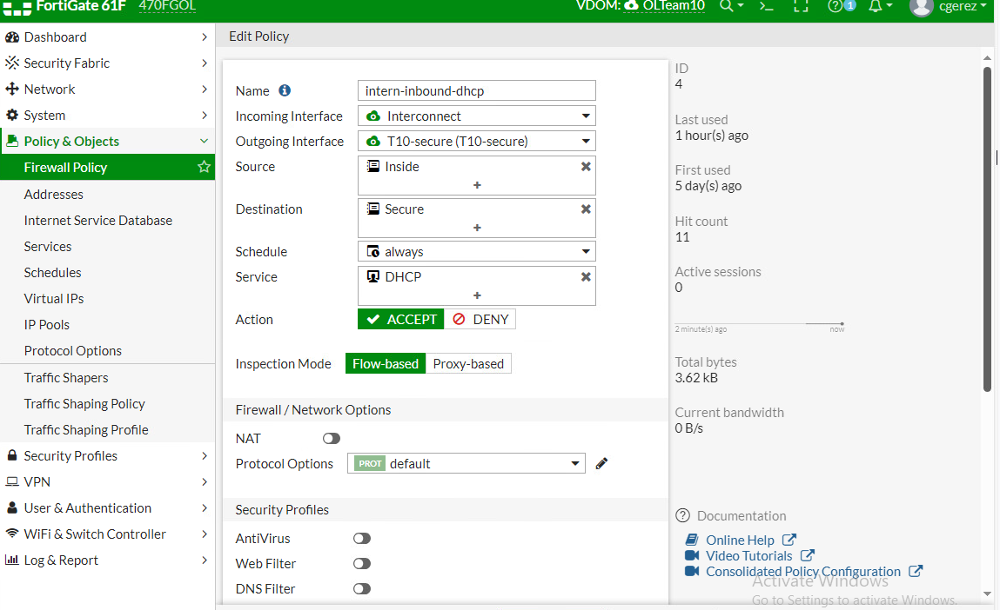 FortiGate 61F 470FGOL VDOM: OLTeam10 1 cgerez
Dashboard
Security Fabric
Network
System
Policy & Objects
Firewall Policy
Addresses
Internet Service Database
Services
Schedules
Virtual IPs
IP Pools
Protocol Options
Traffic Shapers
Traffic Shaping Policy
Traffic Shaping Profile
Security Profiles
VPN
User & Authentication
WiFi & Switch Controller
Log & Report
Edit Policy
Name intern-inbound-dhcp
Incoming Interface Interconnect
Outgoing Interface T10-secure (T10-secure)
Source Inside
+
Destination Secure
+
Schedule always
Service DHCP
+
Action ACCEPT DENY
Inspection Mode Flow-based Proxy-based
Firewall / Network Options
NAT
Protocol Options PROT default
Security Profiles
AntiVirus
Web Filter
DNS Filter
ID
4
Last used
1 hour(s) ago
First used
5 day(s) ago
Hit count
11
Active sessions
0
2 minute(s) ago now
Total bytes
3.62 kB
Current bandwidth
0 B/s
Documentation
Online Help
Video Tutorials
Consolidated Policy Configuration
Activate Windows
Go to Settings to activate Windows.